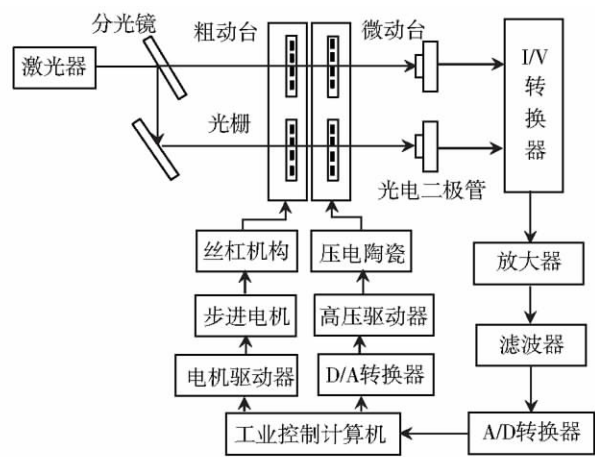 分光镜
粗动台
微动台
激光器
I/V
转
换
器
光栅
光电二极管
丝杠机构
压电陶瓷
放大器
步进电机
高压驱动器
滤波器
电机驱动器
D/A转换器
工业控制计算机
A/D转换器